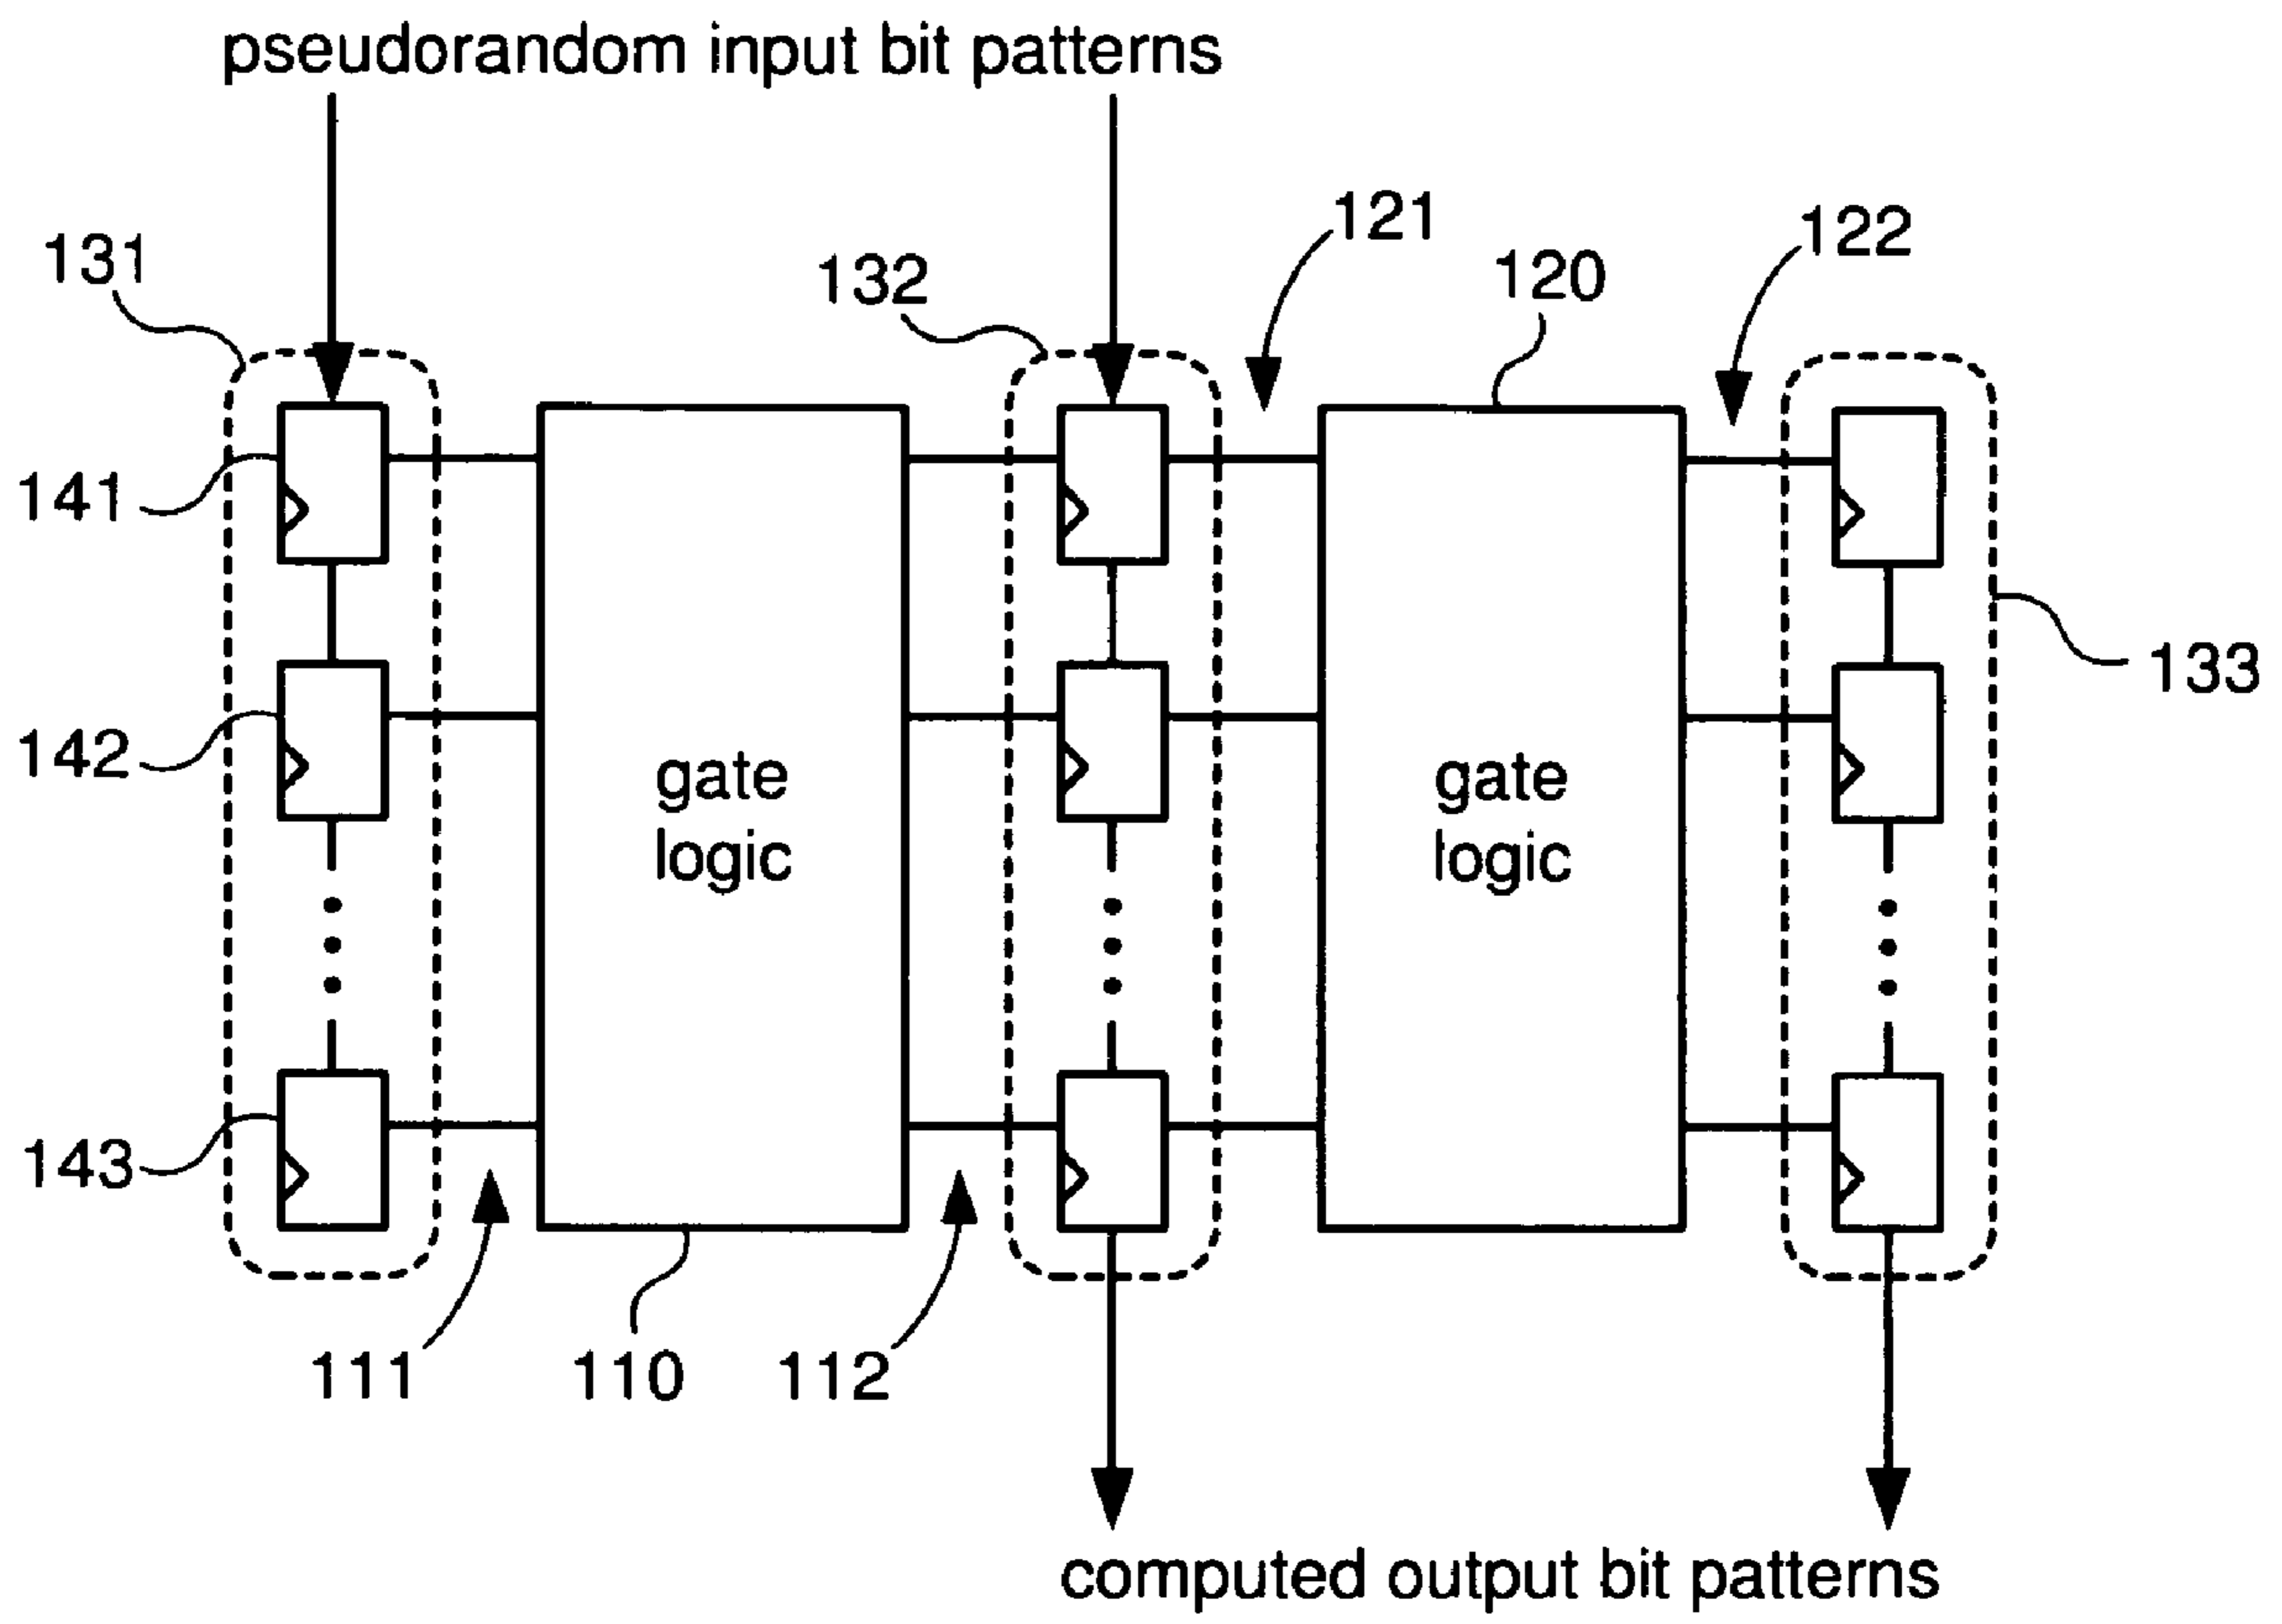 pseudorandom input bit patterns
121
122
131
132
120
141
133
142
gate
logic
gate
logic
143
111
110
112
computed output bit patterns